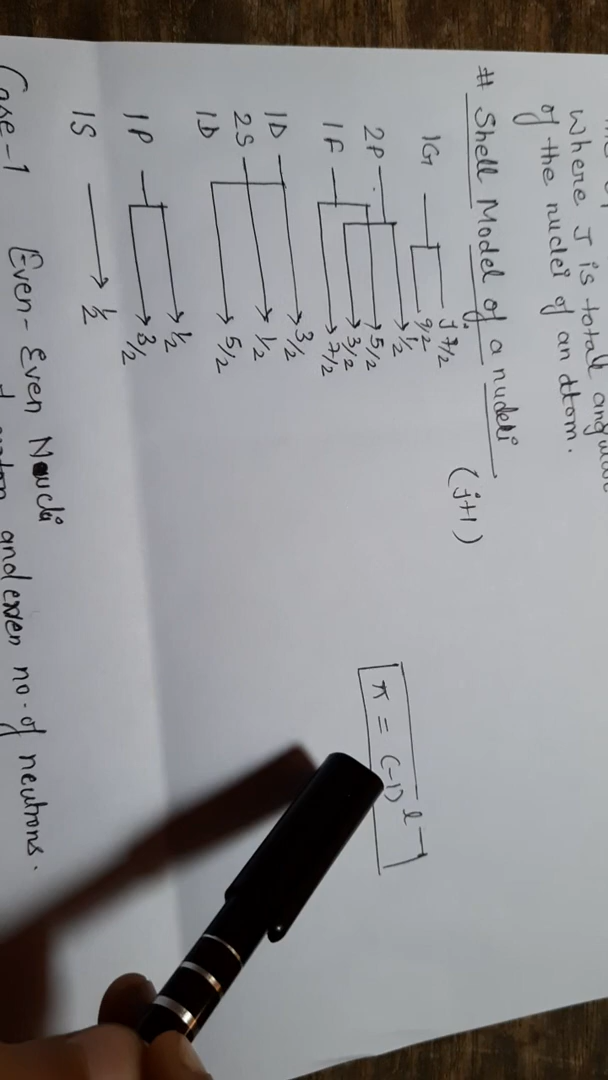 where J is total angular
of the nuclei of an Atom.
# Shell Model of a nuclei
(j+1)
1G
j 7/2
9/2
2P
1/2
5/2
1F
3/2
7/2
π = (-1)^l
1D
3/2
2S
1/2
1D
5/2
1P
1/2
3/2
1S
1/2
Case-1 Even-Even Nuclei
and even no. of neutrons.